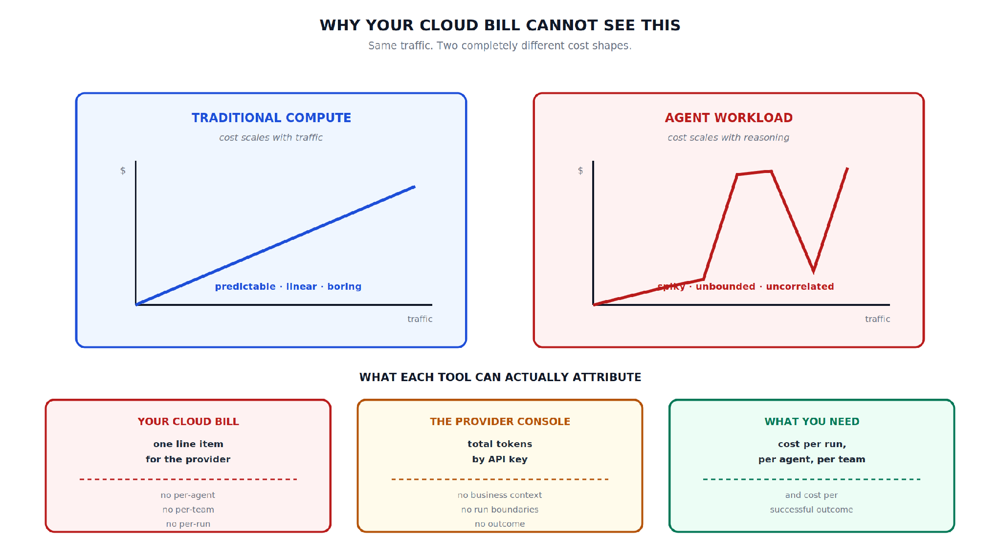 WHY YOUR CLOUD BILL CANNOT SEE THIS
Same traffic. Two completely different cost shapes.
TRADITIONAL COMPUTE
cost scales with traffic
$
predictable · linear · boring
traffic
AGENT WORKLOAD
cost scales with reasoning
$
spiky · unbounded · uncorrelated
traffic
WHAT EACH TOOL CAN ACTUALLY ATTRIBUTE
YOUR CLOUD BILL
one line item
for the provider
no per-agent
no per-team
no per-run
THE PROVIDER CONSOLE
total tokens
by API key
no business context
no run boundaries
no outcome
WHAT YOU NEED
cost per run,
per agent, per team
and cost per
successful outcome